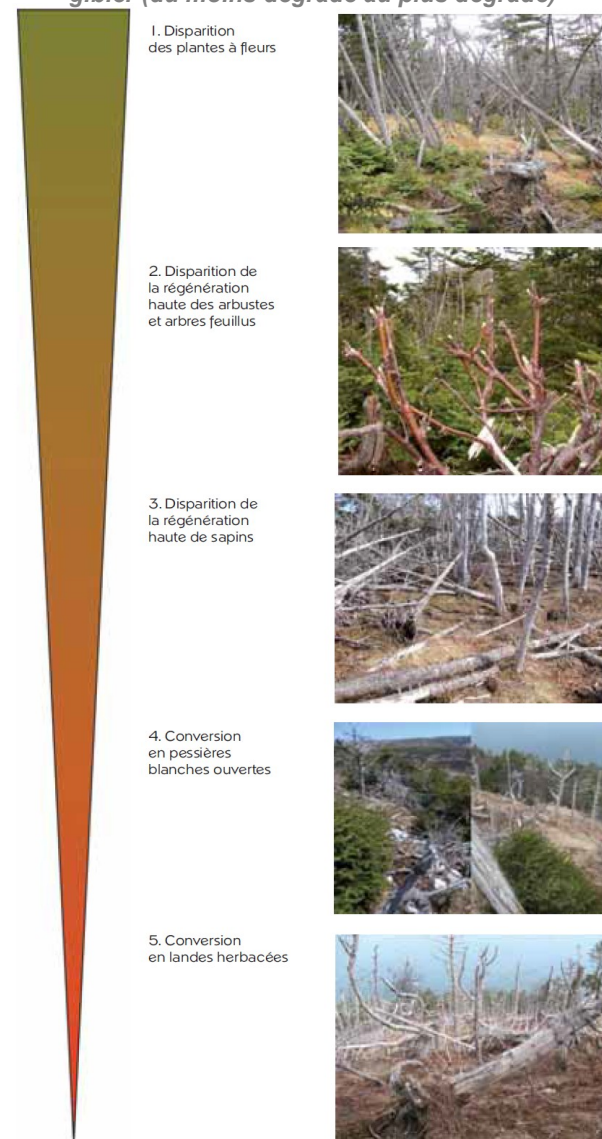 gibier (du moins dégradé au plus dégradé)
1. Disparition
des plantes à fleurs
2. Disparition de
la régénération
haute des arbustes
et arbres feuillus
3. Disparition de
la régénération
haute de sapins
4. Conversion
en pessières
blanches ouvertes
5. Conversion
en landes herbacées